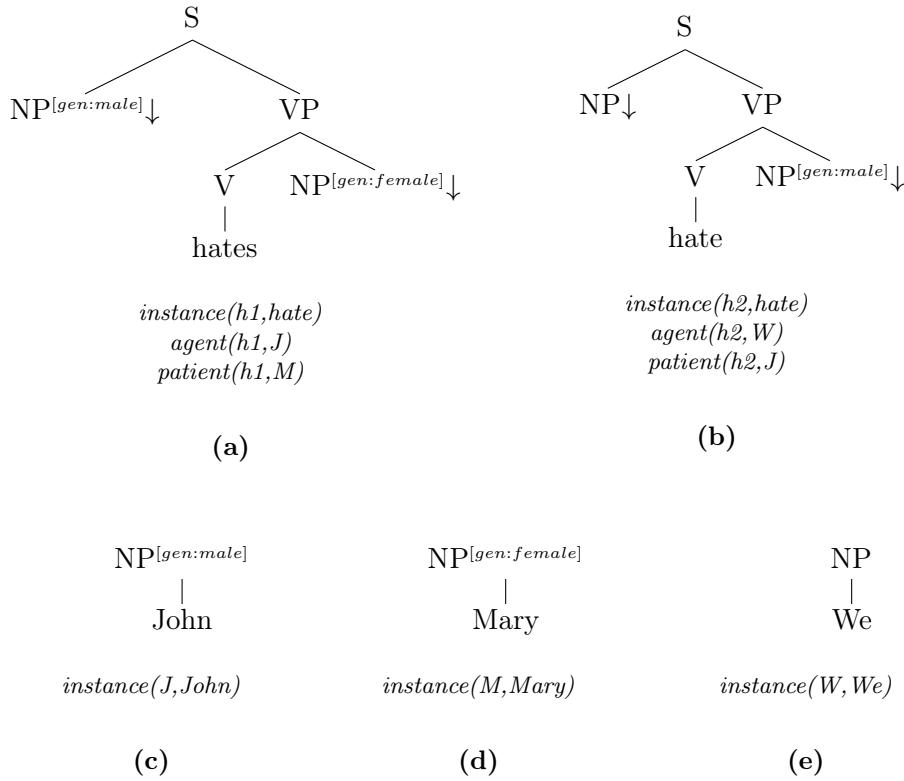 S
NP[gen:male]↓ VP
V NP[gen:female]↓
hates
instance(h1,hate)
agent(h1,J)
patient(h1,M)
(a)
S
NP↓ VP
V NP[gen:male]↓
hate
instance(h2,hate)
agent(h2,W)
patient(h2,J)
(b)
NP[gen:male]
John
instance(J,John)
(c)
NP[gen:female]
Mary
instance(M,Mary)
(d)
NP
We
instance(W,We)
(e)